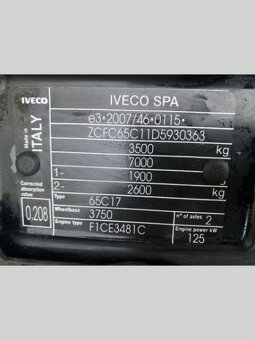 IVECO
IVECO SPA
Made in
ITALY
e3*2007/46*0115*
ZCFC65C11D5930363
3500 kg
7000 kg
1- 1900 kg
2- 2600 kg
Corrected
absorption
value
0.208
Type 65C17
Wheelbase 3750 n° of axles 2
Engine type F1CE3481C Engine power kW 125